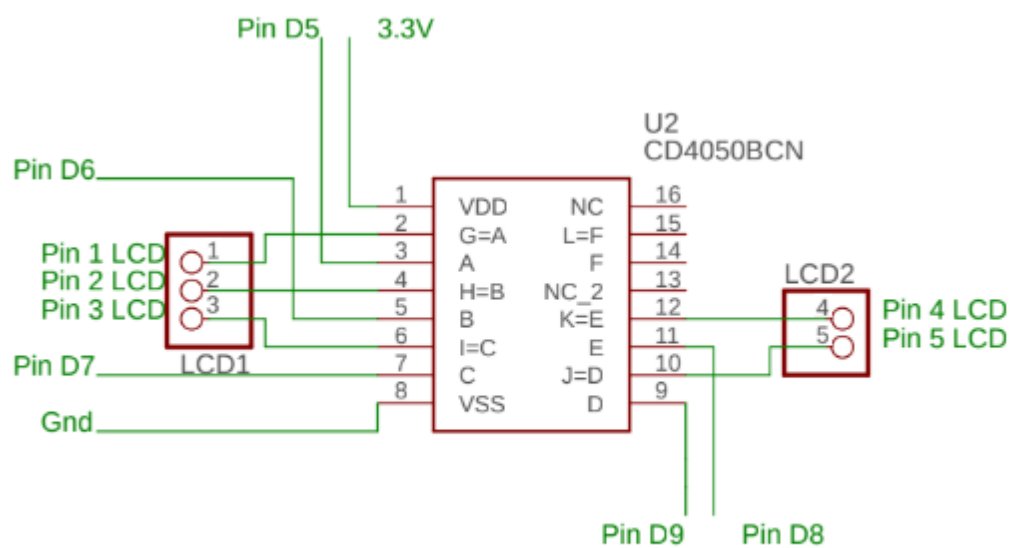 Pin D5 3.3V
U2
CD4050BCN
Pin D6
1 VDD NC 16
2 G=A L=F 15
3 A F 14
4 H=B NC_2 13
5 B K=E 12
6 I=C E 11
7 C J=D 10
8 VSS D 9
Pin 1 LCD 1
Pin 2 LCD 2
Pin 3 LCD 3
LCD1
Pin D7
Gnd
LCD2
4 Pin 4 LCD
5 Pin 5 LCD
Pin D9 Pin D8